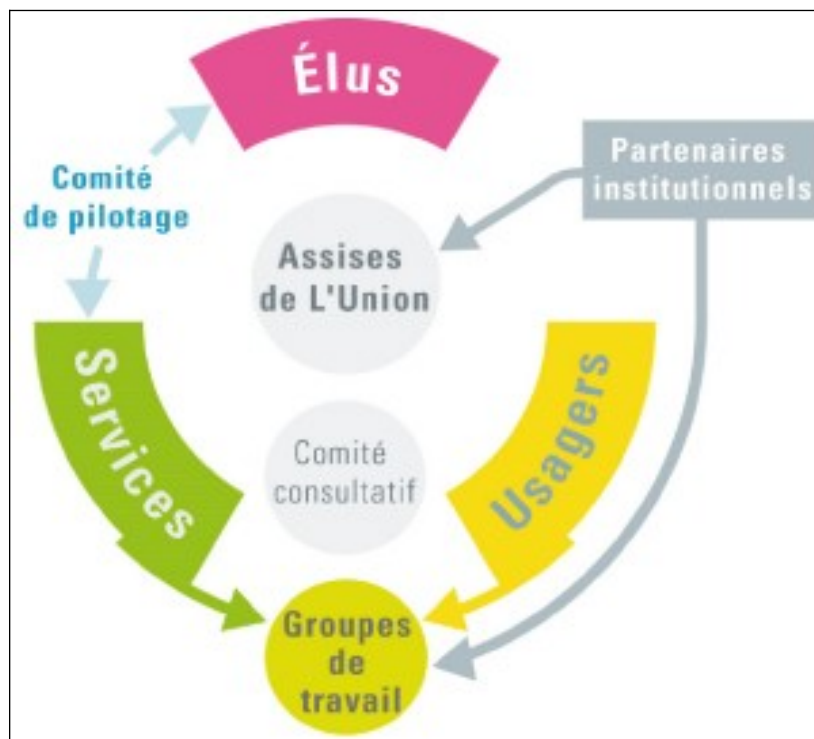 Élus
Partenaires
institutionnels
Comité
de pilotage
Assises
de L'Union
Services
Usagers
Comité
consultatif
Groupes
de
travail